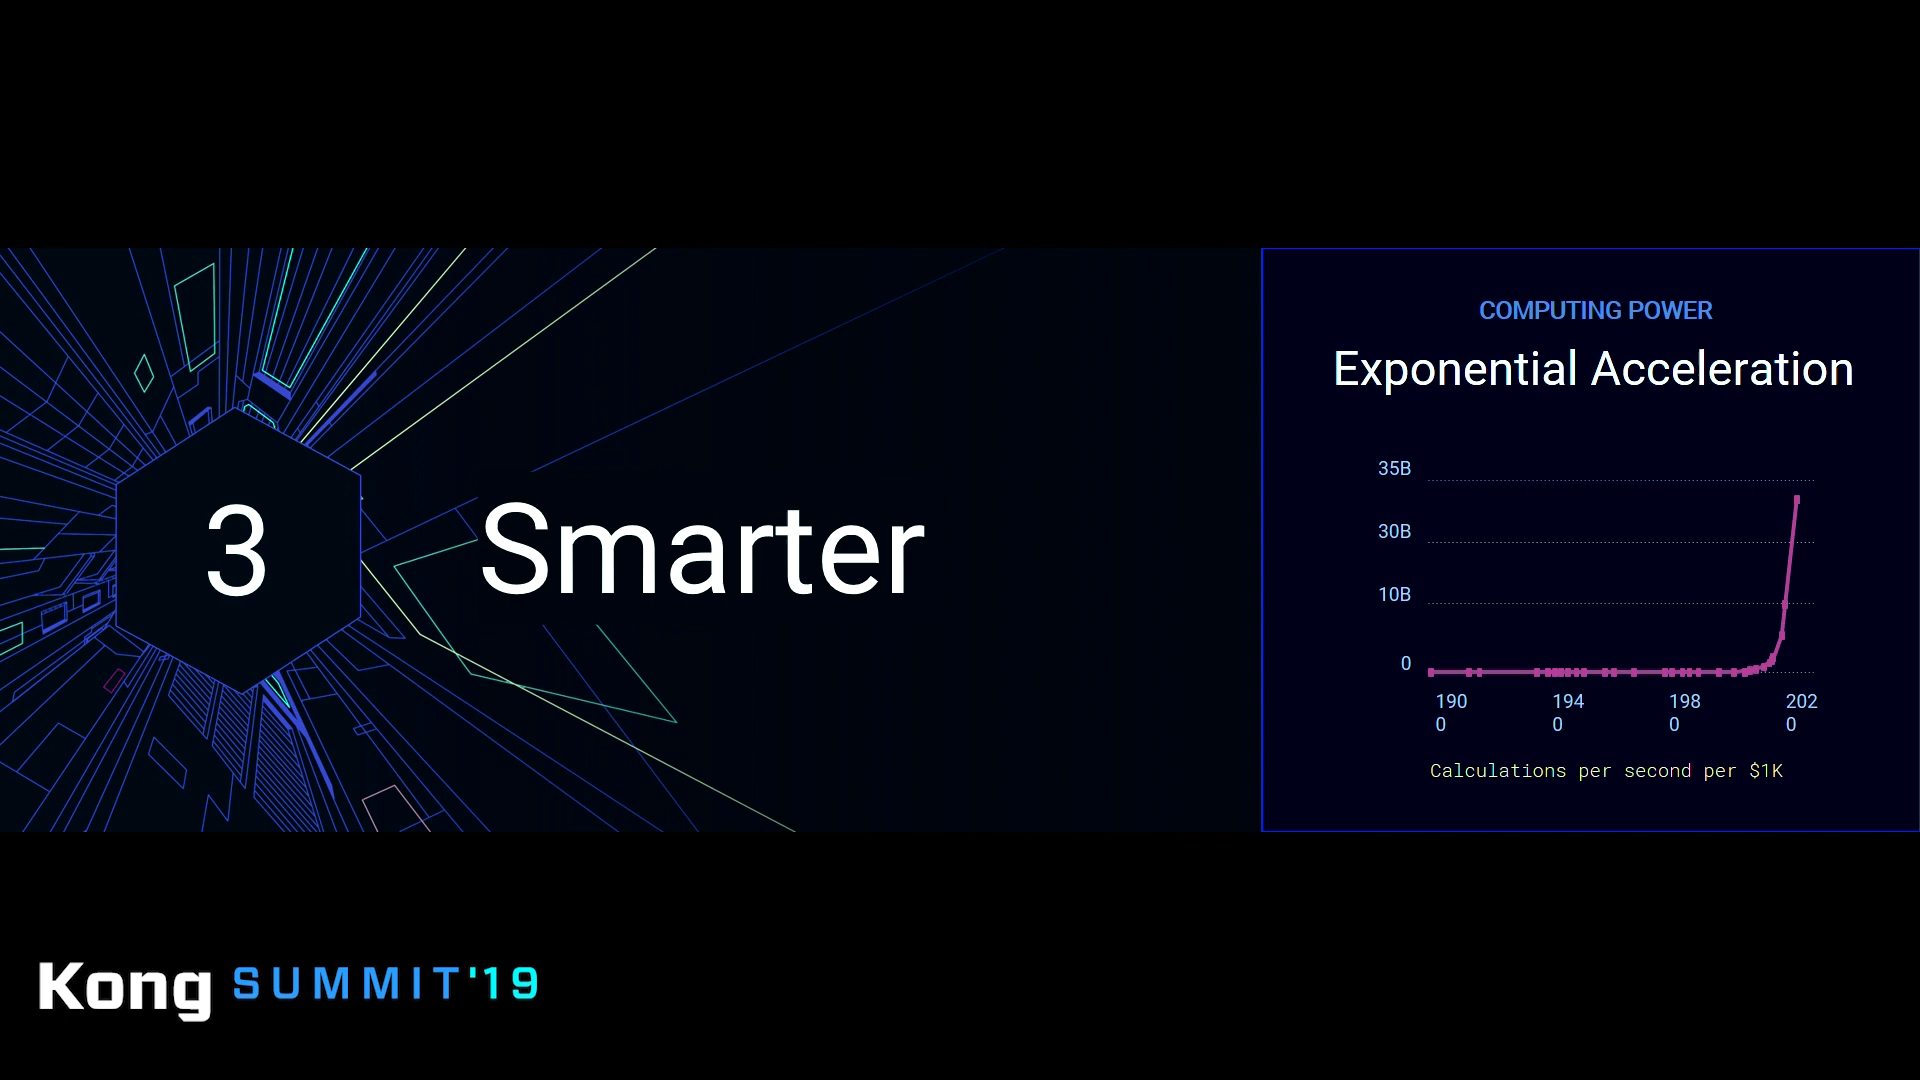 3
Smarter
COMPUTING POWER
Exponential Acceleration
35B
30B
10B
0
190
0
194
0
198
0
202
0
Calculations per second per $1K
Kong SUMMIT'19